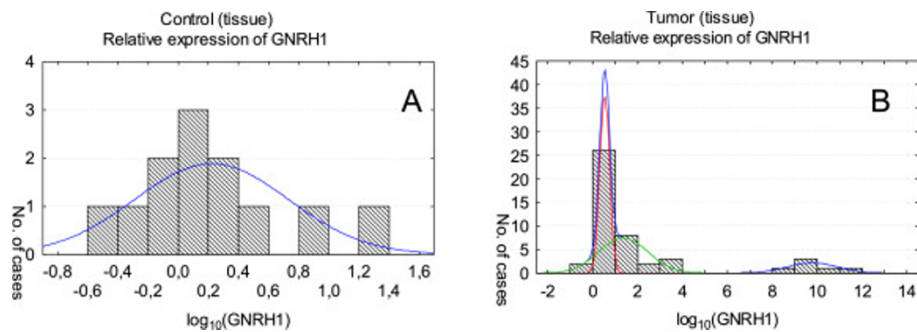 Control (tissue)
Relative expression of GNRH1
A
4
3
2
1
0
No. of cases
-0,8 -0,4 0,0 0,4 0,8 1,2 1,6
-0,6 -0,2 0,2 0,6 1,0 1,4
log10(GNRH1)
Tumor (tissue)
Relative expression of GNRH1
B
45
40
35
30
25
20
15
10
5
0
No. of cases
-2 0 2 4 6 8 10 12 14
log10(GNRH1)